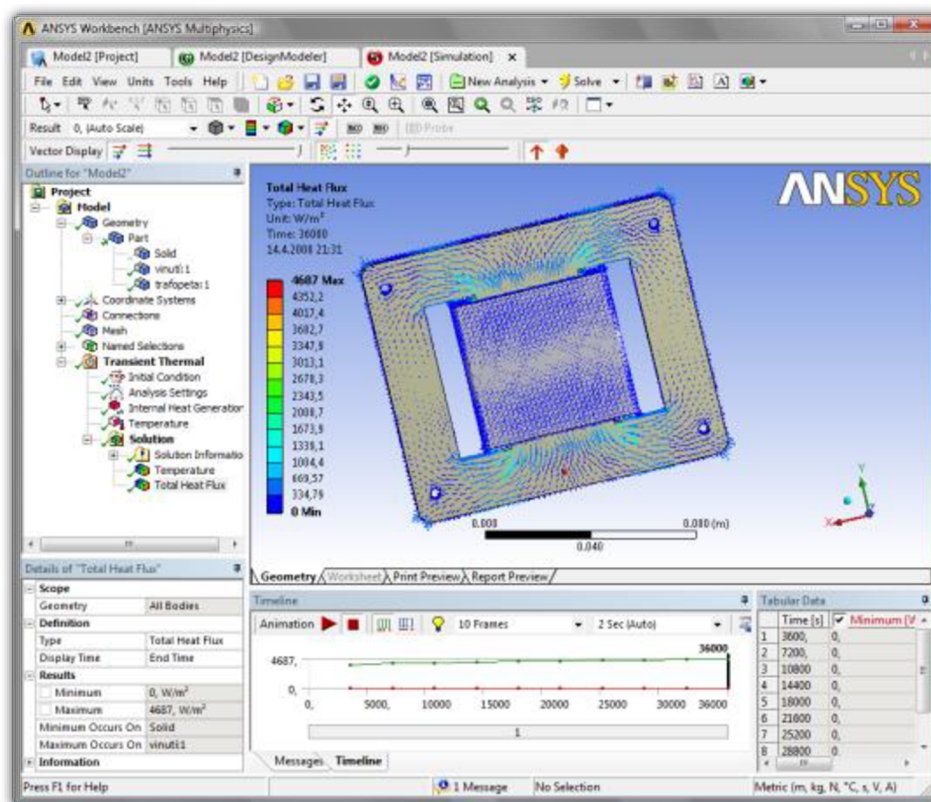 ANSYS Workbench [ANSYS Multiphysics]
Model2 [Project] Model2 [DesignModeler] Model2 [Simulation]
File Edit View Units Tools Help New Analysis Solve
Result 0, (Auto Scale) Probe
Vector Display
Outline for "Model2"
Project
Model
Geometry
Part
Solid
vinuti:1
trafopeta:1
Coordinate Systems
Connections
Mesh
Named Selections
Transient Thermal
Initial Condition
Analysis Settings
Internal Heat Generation
Temperature
Solution
Solution Informatio
Temperature
Total Heat Flux
Total Heat Flux
Type: Total Heat Flux
Unit: W/m²
Time: 36000
14.4.2008 21:31
4687 Max
4352,2
4017,4
3682,7
3347,9
3013,1
2678,3
2343,5
2008,7
1673,9
1339,1
1004,4
669,57
334,79
0 Min
ANSYS
0.000 0.080 (m)
0.040
Y
X
Geometry Worksheet Print Preview Report Preview
Details of "Total Heat Flux"
Scope
Geometry All Bodies
Definition
Type Total Heat Flux
Display Time End Time
Results
Minimum 0, W/m²
Maximum 4687, W/m²
Minimum Occurs On Solid
Maximum Occurs On vinuti:1
Information
Timeline
Animation 10 Frames 2 Sec (Auto)
36000
4687,
0,
0, 5000, 10000 15000 20000 25000 30000 36000
1
Messages Timeline
Tabular Data
Time [s] Minimum [W
1 3600, 0,
2 7200, 0,
3 10800 0,
4 14400 0,
5 18000 0,
6 21600 0,
7 25200 0,
8 28800 0,
Press F1 for Help 1 Message No Selection Metric (m, kg, N, °C, s, V, A)